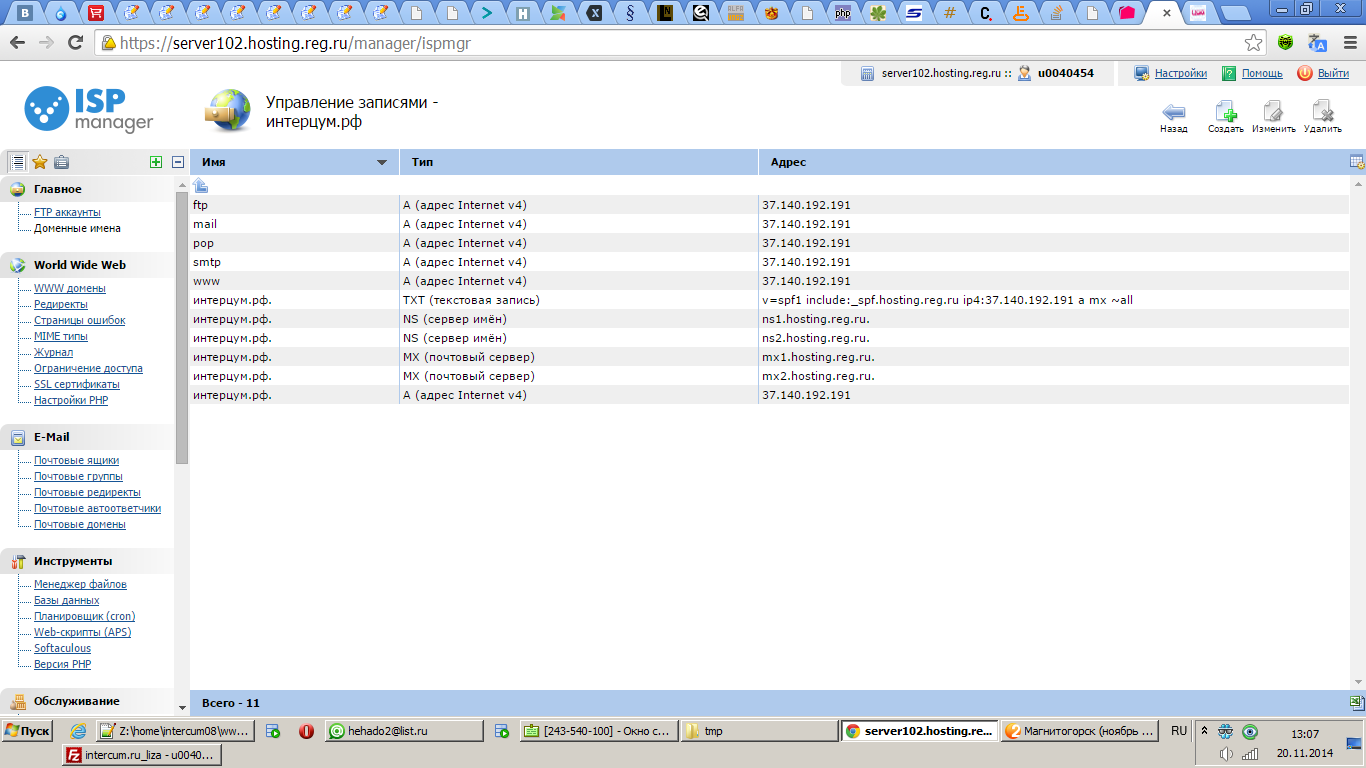 https://server102.hosting.reg.ru/manager/ispmgr
server102.hosting.reg.ru :: u0040454 Настройки Помощь Выйти
ISP
manager
Управление записями -
интерцум.рф
Назад Создать Изменить Удалить
Имя Тип Адрес
Главное
FTP аккаунты
Доменные имена
World Wide Web
WWW домены
Редиректы
Страницы ошибок
MIME типы
Журнал
Ограничение доступа
SSL сертификаты
Настройки PHP
E-Mail
Почтовые ящики
Почтовые группы
Почтовые редиректы
Почтовые автоответчики
Почтовые домены
Инструменты
Менеджер файлов
Базы данных
Планировщик (cron)
Web-скрипты (APS)
Softaculous
Версия PHP
Обслуживание
ftp A (адрес Internet v4) 37.140.192.191
mail A (адрес Internet v4) 37.140.192.191
pop A (адрес Internet v4) 37.140.192.191
smtp A (адрес Internet v4) 37.140.192.191
www A (адрес Internet v4) 37.140.192.191
интерцум.рф. TXT (текстовая запись) v=spf1 include:_spf.hosting.reg.ru ip4:37.140.192.191 a mx ~all
интерцум.рф. NS (сервер имён) ns1.hosting.reg.ru.
интерцум.рф. NS (сервер имён) ns2.hosting.reg.ru.
интерцум.рф. MX (почтовый сервер) mx1.hosting.reg.ru.
интерцум.рф. MX (почтовый сервер) mx2.hosting.reg.ru.
интерцум.рф. A (адрес Internet v4) 37.140.192.191
Всего - 11
Пуск Z:\home\intercum08\ww... hehado2@list.ru [243-540-100] - Окно с... tmp server102.hosting.re... Магнитогорск (ноябрь ... RU 13:07
intercum.ru_liza - u0040... 20.11.2014